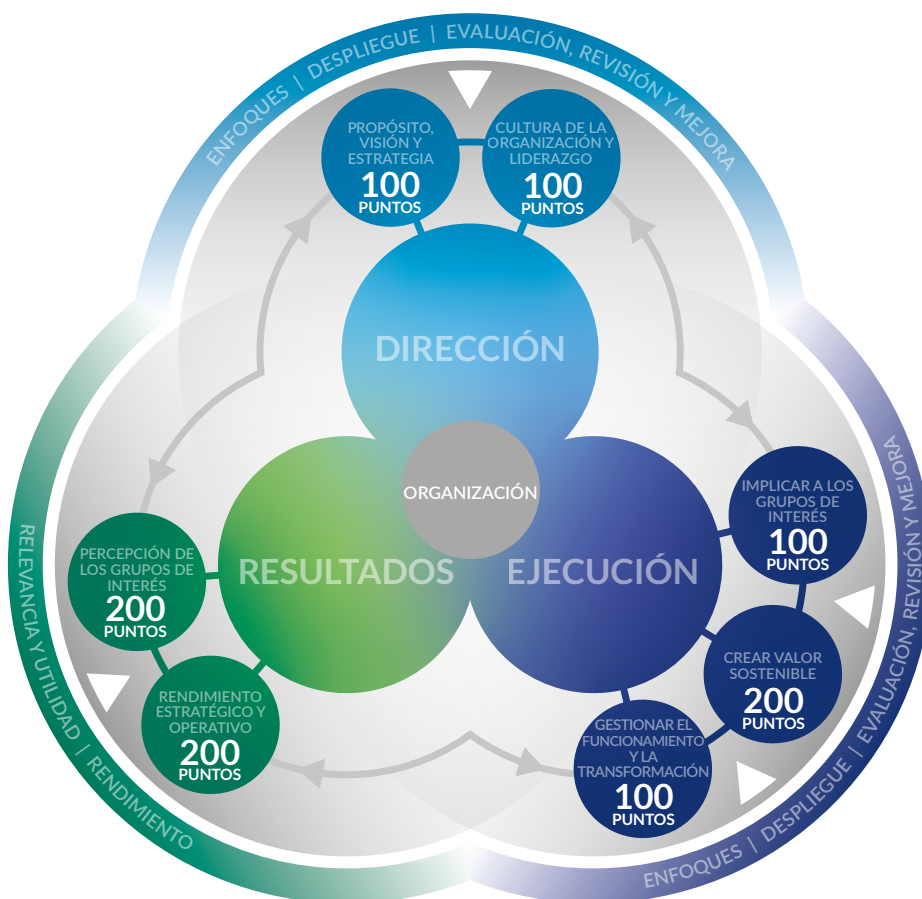 ENFOQUES | DESPLIEGUE | EVALUACIÓN, REVISIÓN Y MEJORA
PROPÓSITO,
VISIÓN Y
ESTRATEGIA
100
PUNTOS
CULTURA DE LA
ORGANIZACIÓN Y
LIDERAZGO
100
PUNTOS
DIRECCIÓN
ORGANIZACIÓN
RESULTADOS
EJECUCIÓN
IMPLICAR A LOS
GRUPOS DE
INTERÉS
100
PUNTOS
CREAR VALOR
SOSTENIBLE
200
PUNTOS
GESTIONAR EL
FUNCIONAMIENTO
Y LA
TRANSFORMACIÓN
100
PUNTOS
PERCEPCIÓN DE
LOS GRUPOS DE
INTERÉS
200
PUNTOS
RENDIMIENTO
ESTRATÉGICO Y
OPERATIVO
200
PUNTOS
RELEVANCIA Y UTILIDAD | RENDIMIENTO
ENFOQUES | DESPLIEGUE | EVALUACIÓN, REVISIÓN Y MEJORA